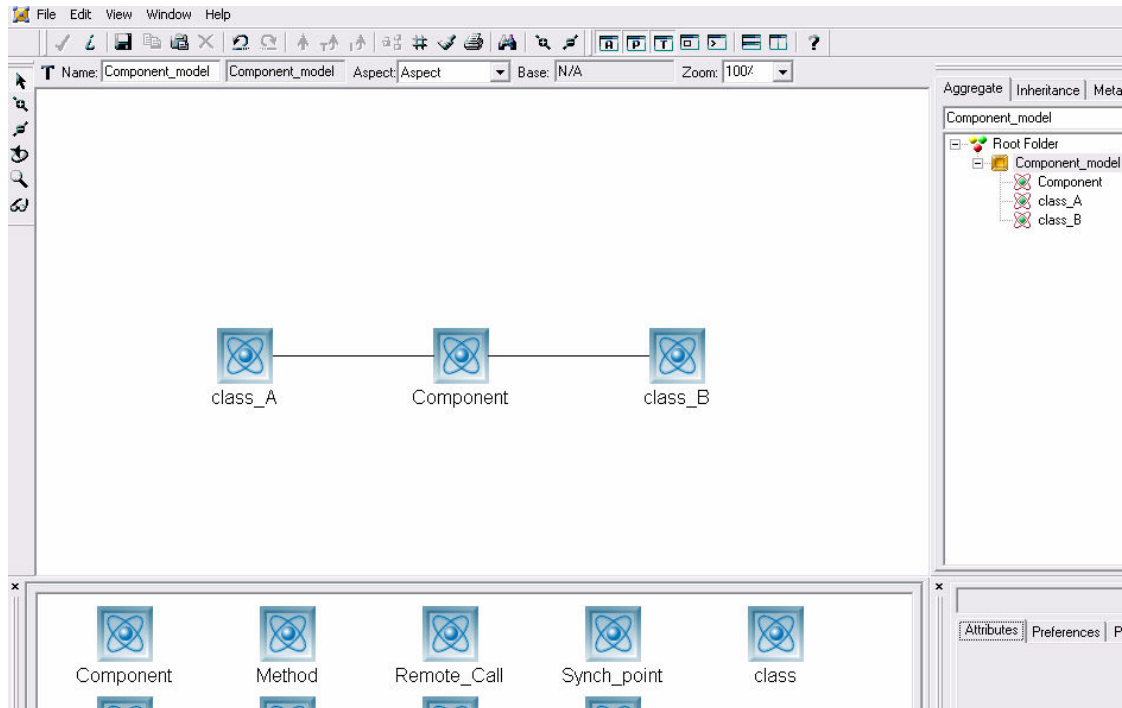 File Edit View Window Help
Name: Component_model Component_model Aspect: Aspect Base: N/A Zoom: 100%
Aggregate Inheritance Meta
Component_model
Root Folder
Component_model
Component
class_A
class_B
class_A Component class_B
Attributes Preferences P
Component Method Remote_Call Synch_point class